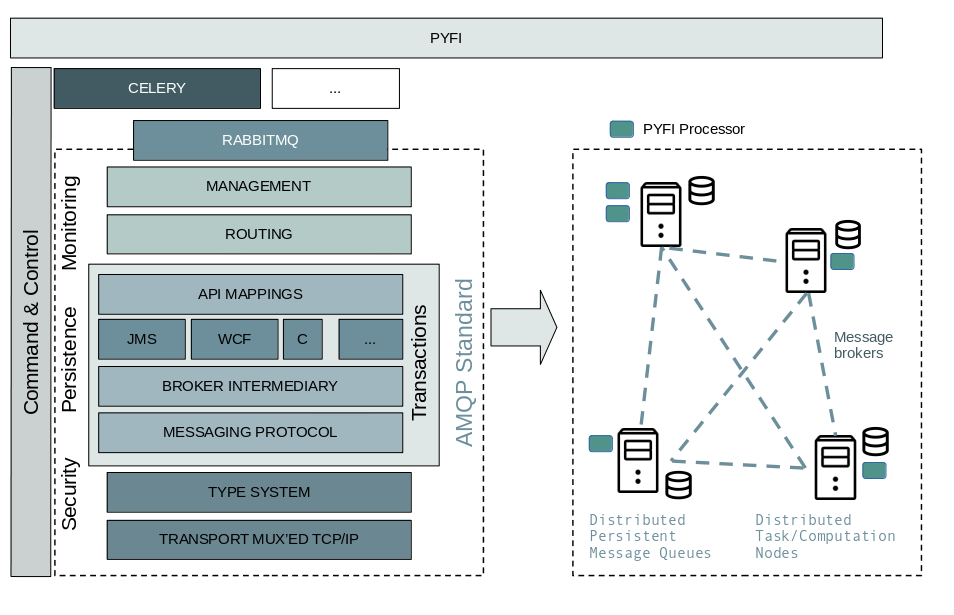 PYFI
CELERY
...
RABBITMQ
MANAGEMENT
ROUTING
API MAPPINGS
JMS
WCF
C
...
BROKER INTERMEDIARY
MESSAGING PROTOCOL
TYPE SYSTEM
TRANSPORT MUX'ED TCP/IP
Command & Control
Monitoring
Persistence
Security
Transactions
AMQP Standard
PYFI Processor
Message
brokers
Distributed
Persistent
Message Queues
Distributed
Task/Computation
Nodes